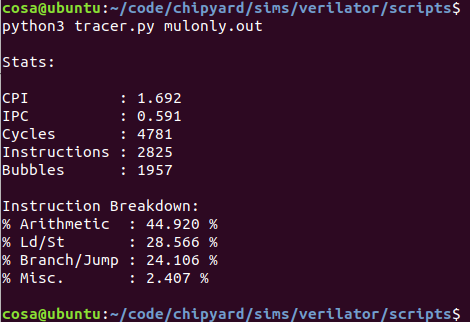 cosa@ubuntu:~/code/chipyard/sims/verilator/scripts$
python3 tracer.py mulonly.out
Stats:
CPI : 1.692
IPC : 0.591
Cycles : 4781
Instructions : 2825
Bubbles : 1957
Instruction Breakdown:
% Arithmetic : 44.920 %
% Ld/St : 28.566 %
% Branch/Jump : 24.106 %
% Misc. : 2.407 %
cosa@ubuntu:~/code/chipyard/sims/verilator/scripts$